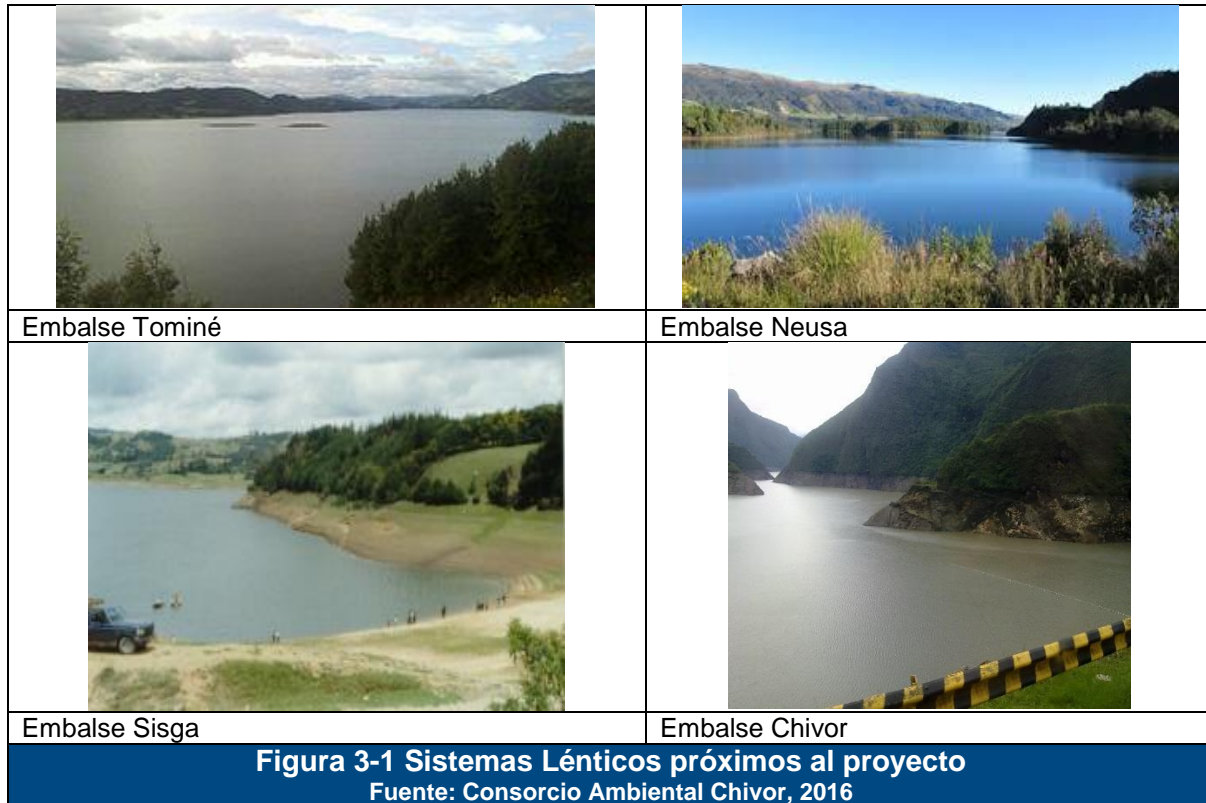 Embalse Tominé
Embalse Neusa
Embalse Sisga
Embalse Chivor
Figura 3-1 Sistemas Lénticos próximos al proyecto
Fuente: Consorcio Ambiental Chivor, 2016